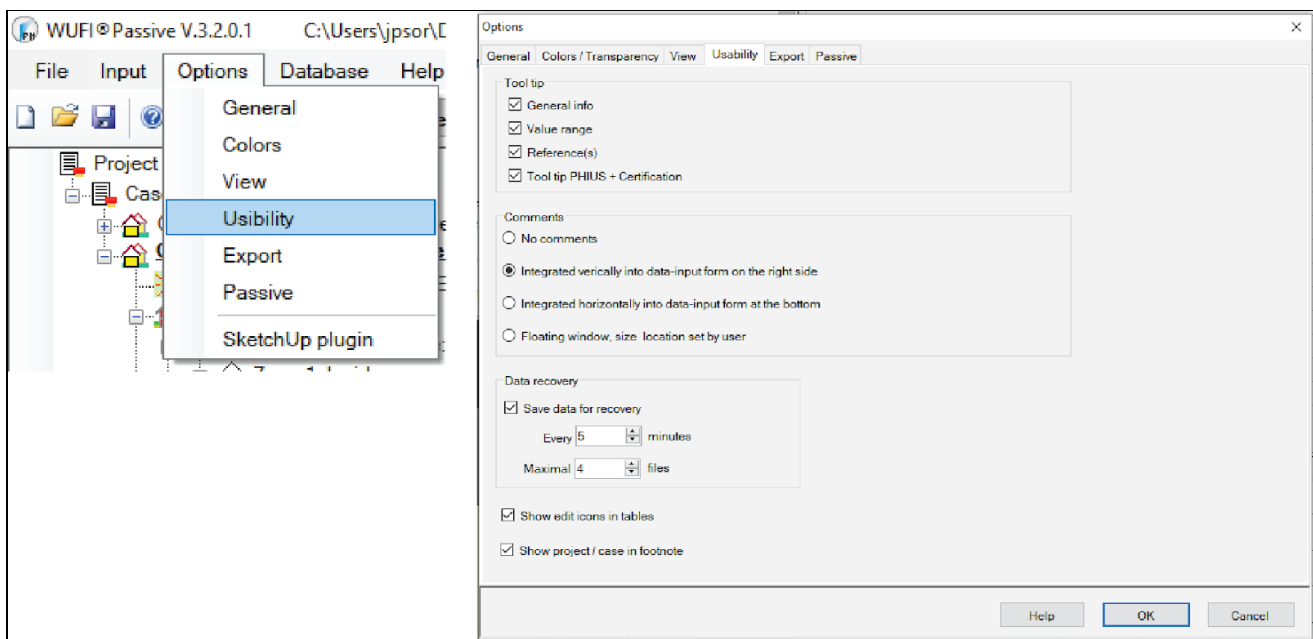 WUFI®Passive V.3.2.0.1 C:\Users\jpsor\D
File Input Options Database Help
General
Colors
View
Usibility
Export
Passive
SketchUp plugin
Project
Cas
Options
General Colors / Transparency View Usability Export Passive
Tool tip
General info
Value range
Reference(s)
Tool tip PHIUS + Certification
Comments
No comments
Integrated verically into data-input form on the right side
Integrated horizontally into data-input form at the bottom
Floating window, size location set by user
Data recovery
Save data for recovery
Every 5 minutes
Maximal 4 files
Show edit icons in tables
Show project / case in footnote
Help OK Cancel